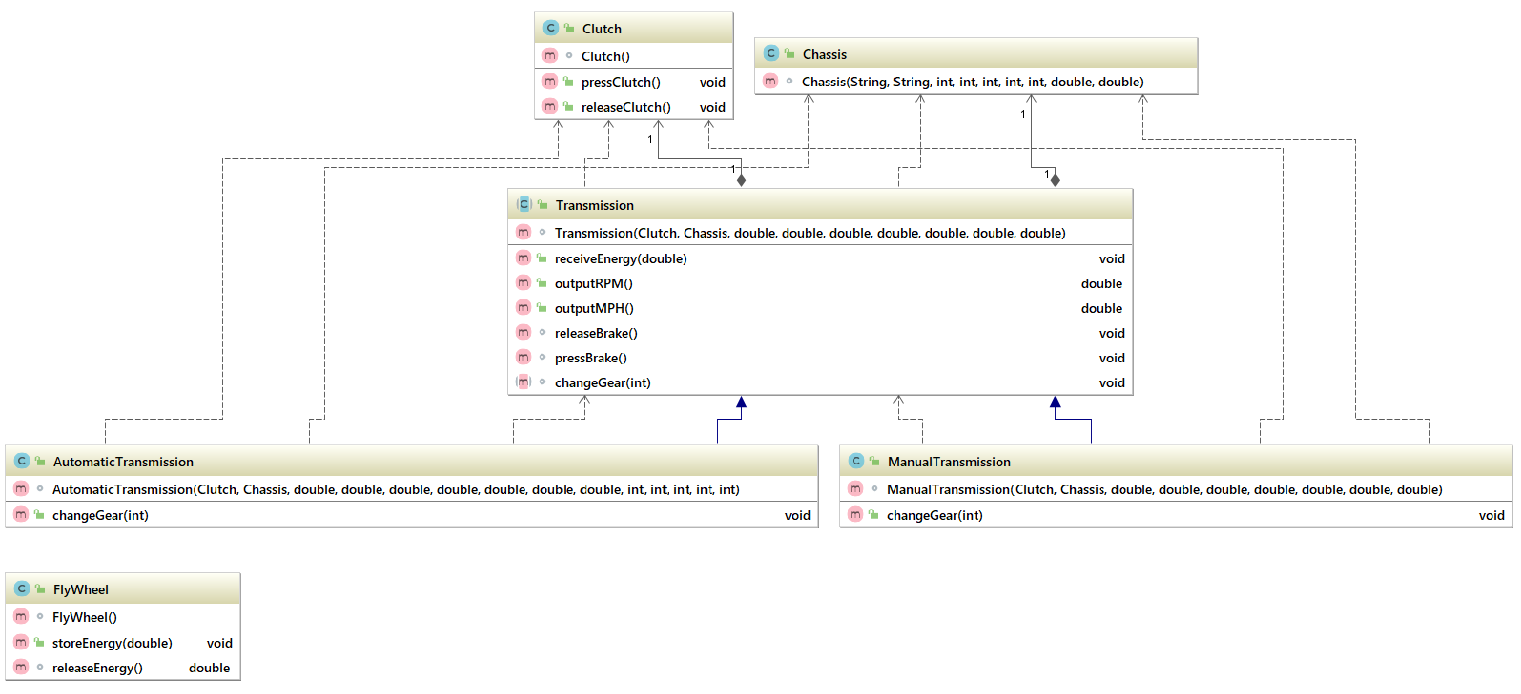 C Clutch
m Clutch()
m pressClutch() void
m releaseClutch() void
C Chassis
m Chassis(String, String, int, int, int, int, int, double, double)
1
1
1
1
C Transmission
m Transmission(Clutch, Chassis, double, double, double, double, double, double, double)
m receiveEnergy(double) void
m outputRPM() double
m outputMPH() double
m releaseBrake() void
m pressBrake() void
m changeGear(int) void
C AutomaticTransmission
m AutomaticTransmission(Clutch, Chassis, double, double, double, double, double, double, double, int, int, int, int, int)
m changeGear(int) void
C ManualTransmission
m ManualTransmission(Clutch, Chassis, double, double, double, double, double, double, double)
m changeGear(int) void
C FlyWheel
m FlyWheel()
m storeEnergy(double) void
m releaseEnergy() double